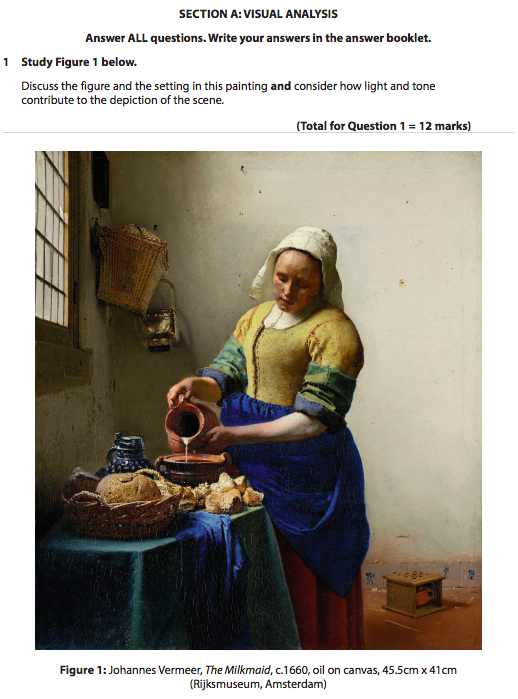 SECTION A: VISUAL ANALYSIS
Answer ALL questions. Write your answers in the answer booklet.
1 Study Figure 1 below.
Discuss the figure and the setting in this painting and consider how light and tone
contribute to the depiction of the scene.
(Total for Question 1 = 12 marks)
Figure 1: Johannes Vermeer, The Milkmaid, c.1660, oil on canvas, 45.5cm x 41cm
(Rijksmuseum, Amsterdam)